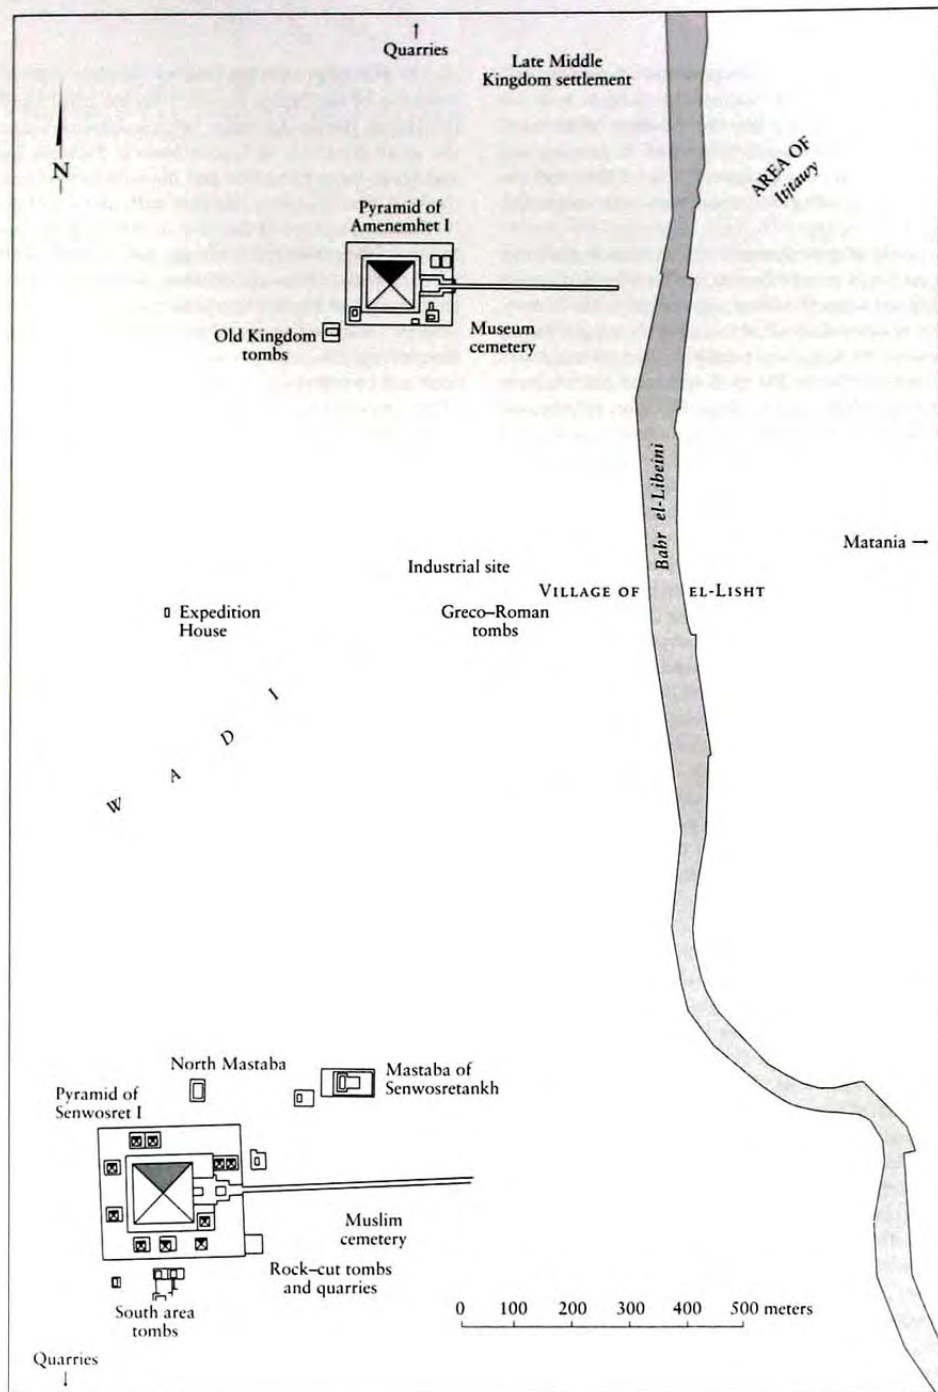 ↑
Quarries
Late Middle
Kingdom settlement
N
AREA OF
Itjtawy
Pyramid of
Amenemhet I
Old Kingdom
tombs
Museum
cemetery
Bahr el-Libeini
Matania →
Industrial site
VILLAGE OF EL-LISHT
Expedition
House
Greco–Roman
tombs
WADI
North Mastaba
Mastaba of
Senwosretankh
Pyramid of
Senwosret I
Muslim
cemetery
Rock–cut tombs
and quarries
South area
tombs
0 100 200 300 400 500 meters
Quarries
↓